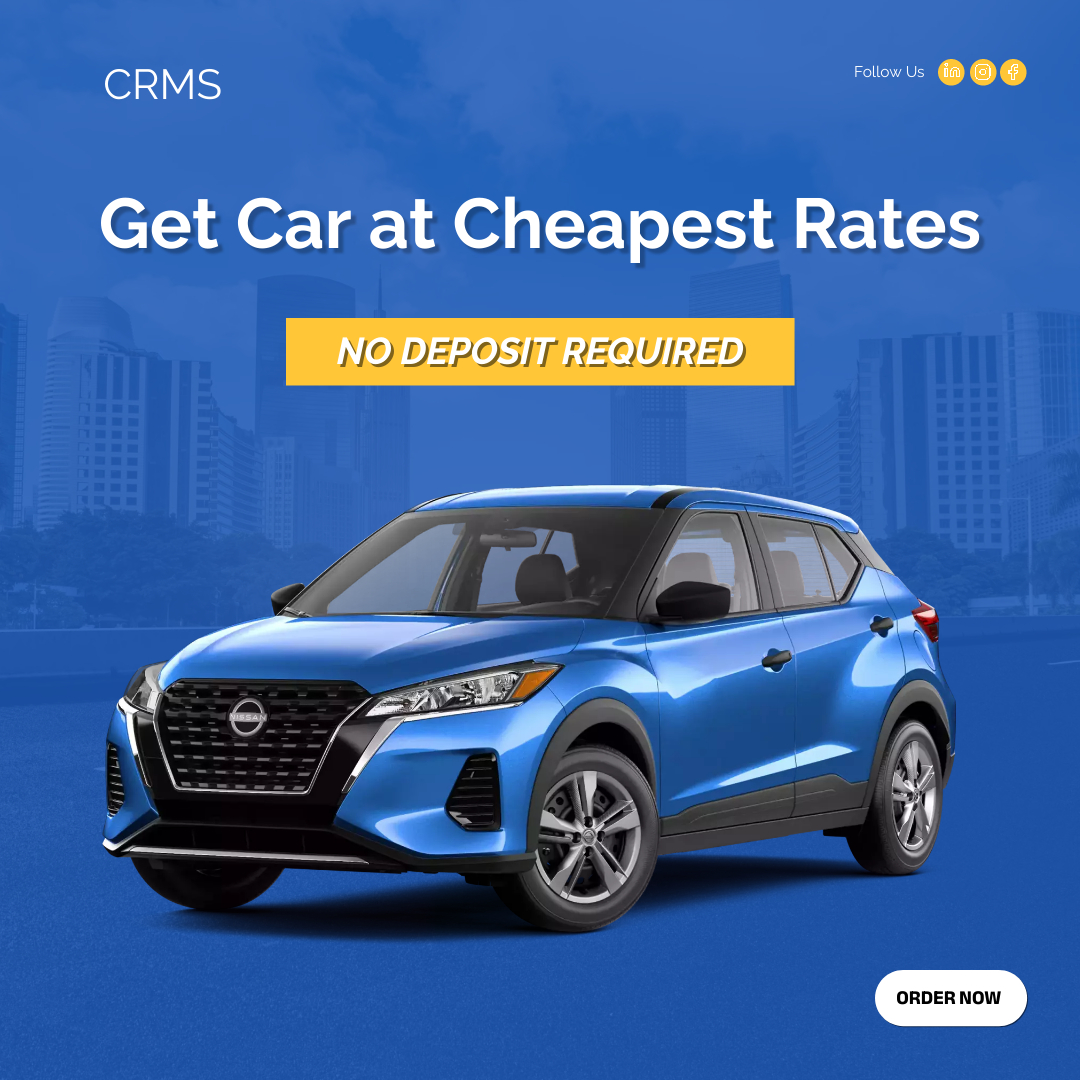 CRMS
Follow Us
Get Car at Cheapest Rates
NO DEPOSIT REQUIRED
NISSAN
ORDER NOW